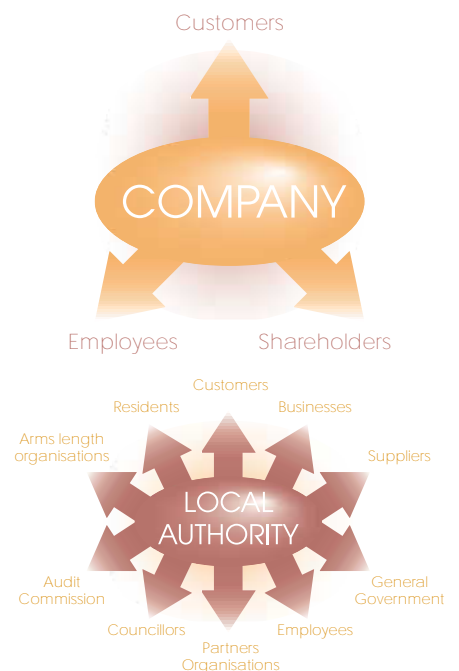 Customers
COMPANY
Employees
Shareholders
Customers
Residents
Businesses
Arms length
organisations
Suppliers
LOCAL
AUTHORITY
Audit
Commission
General
Government
Councillors
Employees
Partners
Organisations